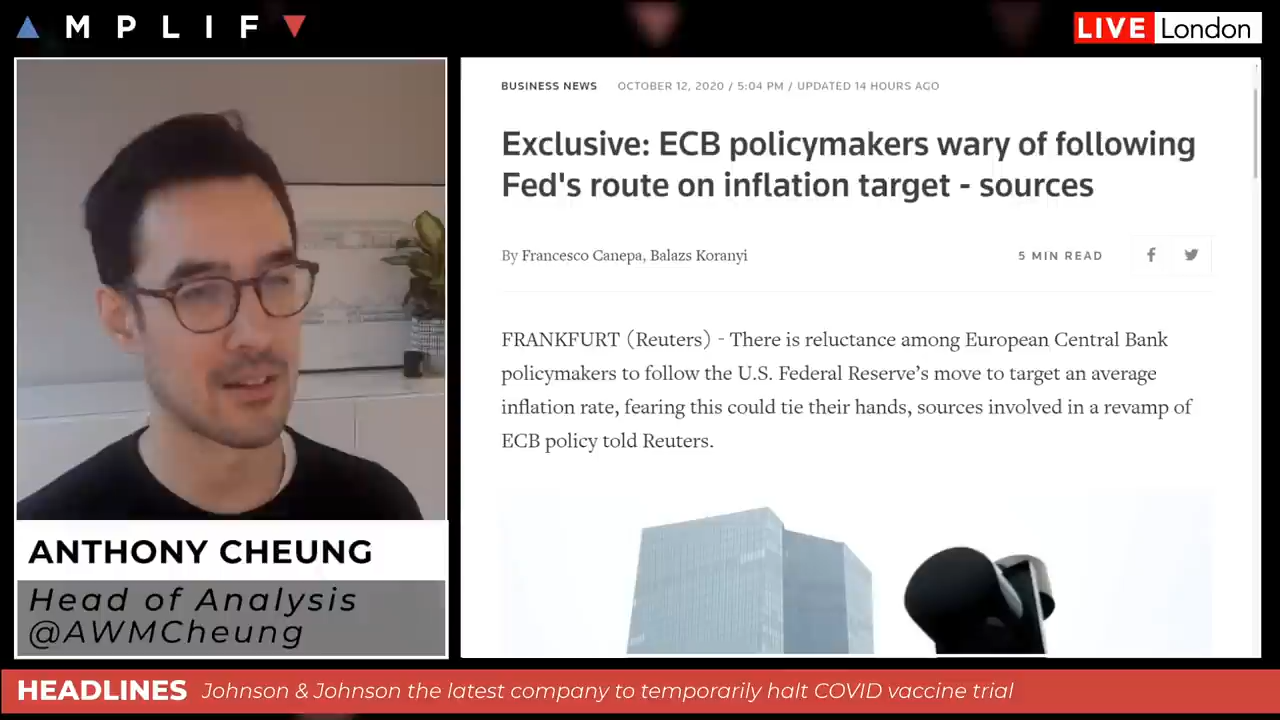 AMPLIFY
LIVE London
BUSINESS NEWS OCTOBER 12, 2020 / 5:04 PM / UPDATED 14 HOURS AGO
Exclusive: ECB policymakers wary of following
Fed's route on inflation target - sources
By Francesco Canepa, Balazs Koranyi
5 MIN READ
FRANKFURT (Reuters) - There is reluctance among European Central Bank
policymakers to follow the U.S. Federal Reserve’s move to target an average
inflation rate, fearing this could tie their hands, sources involved in a revamp of
ECB policy told Reuters.
ANTHONY CHEUNG
Head of Analysis
@AWMCheung
HEADLINES Johnson & Johnson the latest company to temporarily halt COVID vaccine trial